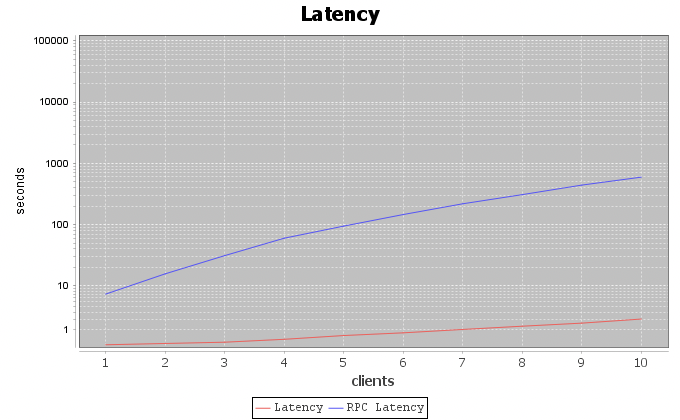 Latency
100000
10000
1000
100
10
1
seconds
1 2 3 4 5 6 7 8 9 10
clients
Latency RPC Latency